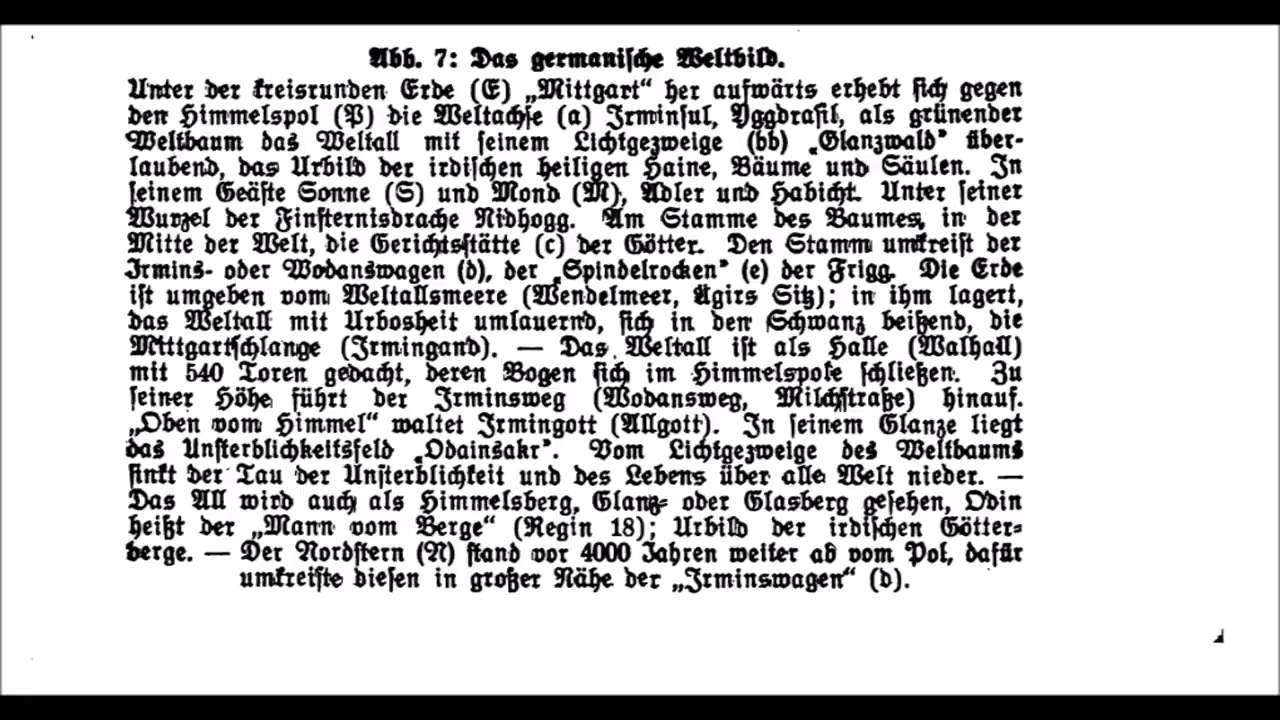 Abb. 7: Das germanische Weltbild.
Unter der kreisrunden Erde (E) „Mittgart“ her aufwärts erhebt sich gegen
den Himmelspol (P) die Weltachse (a) Irminsul, Yggdrasil, als grünender
Weltbaum das Weltall mit seinem Lichtgezweige (bb) „Glanzwald“ über-
laubend, das Urbild der irdischen heiligen Haine, Bäume und Säulen. In
seinem Geäste Sonne (S) und Mond (M), Adler und Habicht. Unter seiner
Wurzel der Finsternisdrache Nidhogg. Am Stamme des Baumes, in der
Mitte der Welt, die Gerichtsstätte (c) der Götter. Den Stamm umkreist der
Irmins- oder Wodanswagen (d), der „Spindelrocken“ (e) der Frigg. Die Erde
ist umgeben vom Weltallsmeere (Wendelmeer, Ägirs Sitz); in ihm lagert,
das Weltall mit Urbosheit umlauernd, sich in den Schwanz beißend, die
Mittgartschlange (Irmingand). — Das Weltall ist als Halle (Walhall)
mit 540 Toren gedacht, deren Bogen sich im Himmelspole schließen. Zu
seiner Höhe führt der Irminsweg (Wodansweg, Milchstraße) hinauf.
„Oben vom Himmel“ waltet Irmingott (Allgott). In seinem Glanze liegt
das Unsterblichkeitsfeld „Odainsakr“. Vom Lichtgezweige des Weltbaums
sinkt der Tau der Unsterblichkeit und des Lebens über alle Welt nieder. —
Das All wird auch als Himmelsberg, Glanz- oder Glasberg gesehen, Odin
heißt der „Mann vom Berge“ (Regin 18); Urbild der irdischen Götter-
berge. — Der Nordstern (N) stand vor 4000 Jahren weiter ab vom Pol, dafür
umkreiste diesen in großer Nähe der „Irminswagen“ (d).